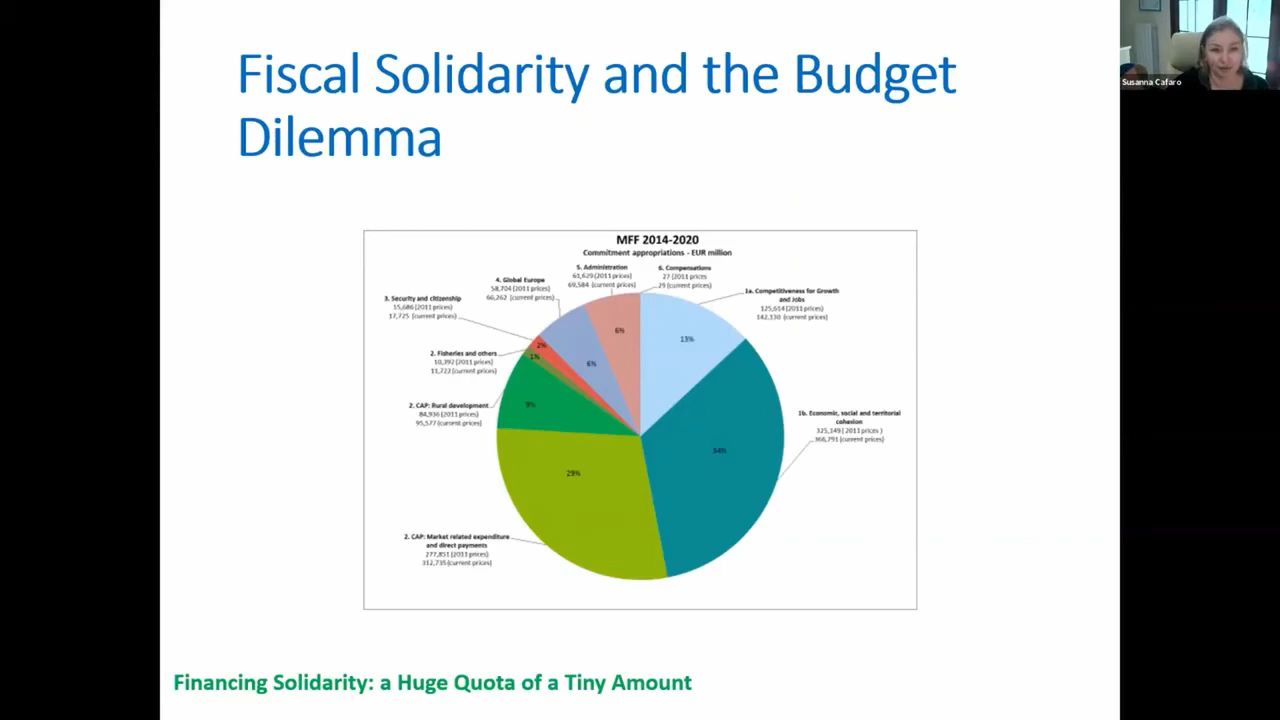 Fiscal Solidarity and the Budget
Dilemma
Susanna Cafaro
MFF 2014-2020
Commitment appropriations - EUR million
5. Administration
61,629 (2011 prices)
69,584 (current prices)
6. Compensations
27 (2011 prices
29 (current prices)
4. Global Europe
58,704 (2011 prices)
66,262 (current prices)
1a. Competitiveness for Growth
and Jobs
125,614 (2011 prices)
142,130 (current prices)
3. Security and citizenship
15,686 (2011 prices)
17,725 (current prices)
2. Fisheries and others
10,392 (2011 prices)
11,722 (current prices)
2. CAP: Rural development
84,936 (2011 prices)
95,577 (current prices)
1b. Economic, social and territorial
cohesion
325,149 ( 2011 prices )
366,791 (current prices)
2. CAP: Market related expenditure
and direct payments
277,851 (2011 prices)
312,735 (current prices)
6%
13%
2%
1%
6%
9%
34%
29%
Financing Solidarity: a Huge Quota of a Tiny Amount